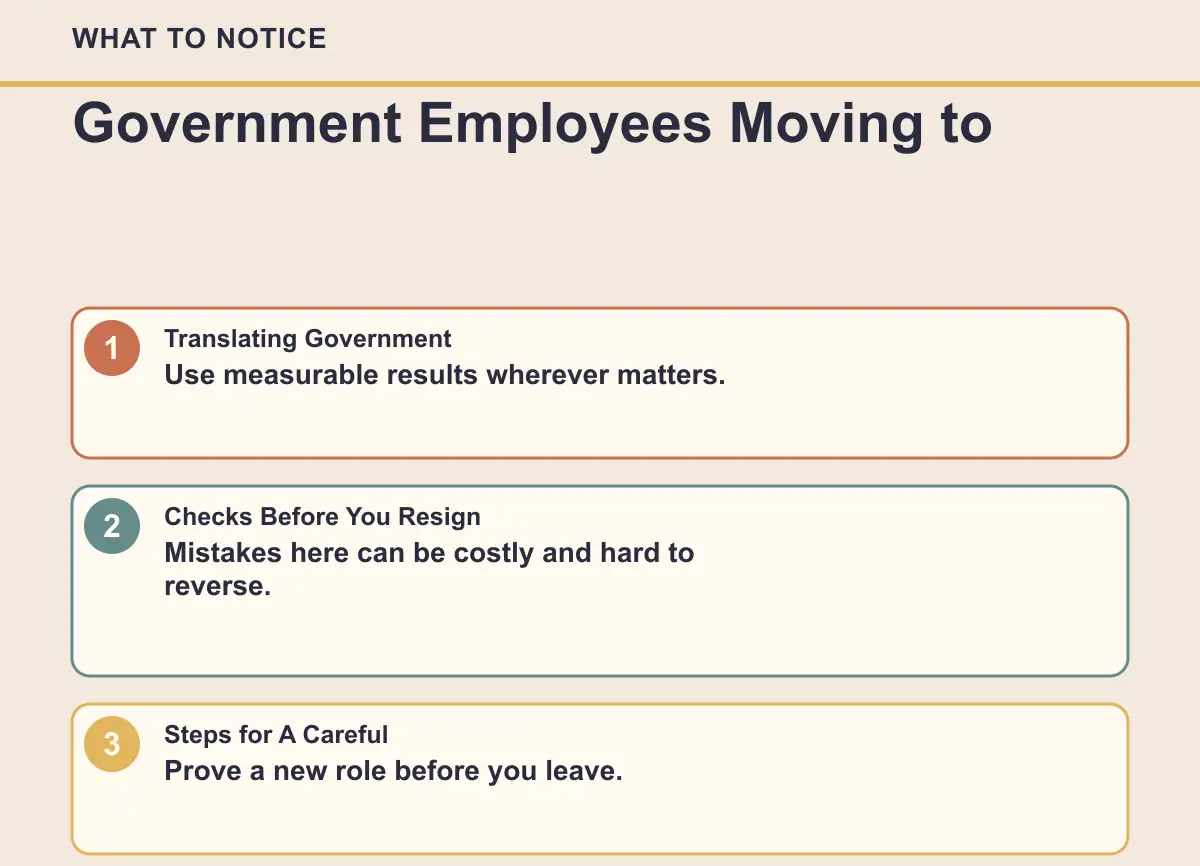 WHAT TO NOTICE
Government Employees Moving to
1
Translating Government
Use measurable results wherever matters.
2
Checks Before You Resign
Mistakes here can be costly and hard to
reverse.
3
Steps for A Careful
Prove a new role before you leave.